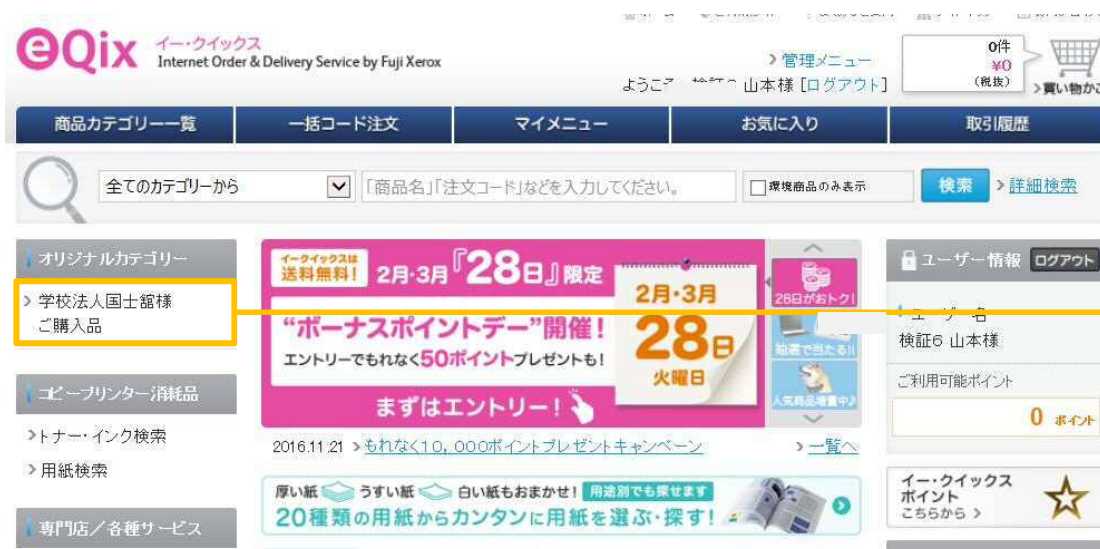 eQix イー・クイックス
Internet Order & Delivery Service by Fuji Xerox
> 管理メニュー
山本様 [ログアウト]
0件
¥0
(税抜)
>買い物かご
商品カテゴリー一覧
一括コード注文
マイメニュー
お気に入り
取引履歴
全てのカテゴリーから
「商品名」「注文コード」などを入力してください。
環境商品のみ表示
検索
> 詳細検索
オリジナルカテゴリー
> 学校法人国士舘様
ご購入品
コピープリンター消耗品
>トナー・インク検索
>用紙検索
専門店/各種サービス
イークイックスは
送料無料!
2月・3月『28日』限定
“ボーナスポイントデー”開催!
エントリーでもれなく50ポイントプレゼントも!
まずはエントリー!
2月・3月
28日
火曜日
28日がおトク!
抽選で当たる!!
人気商品増量中♪
2016.11.21 >もれなく10,000ポイントプレゼントキャンペーン
> 一覧へ
厚い紙 うすい紙 白い紙もおまかせ! 用途別でも探せます
20種類の用紙からカンタンに用紙を選ぶ・探す!
ユーザー情報 ログアウト
ユーザー名
検証6 山本様
ご利用可能ポイント
0 ポイント
イー・クイックス
ポイント
こちらから >